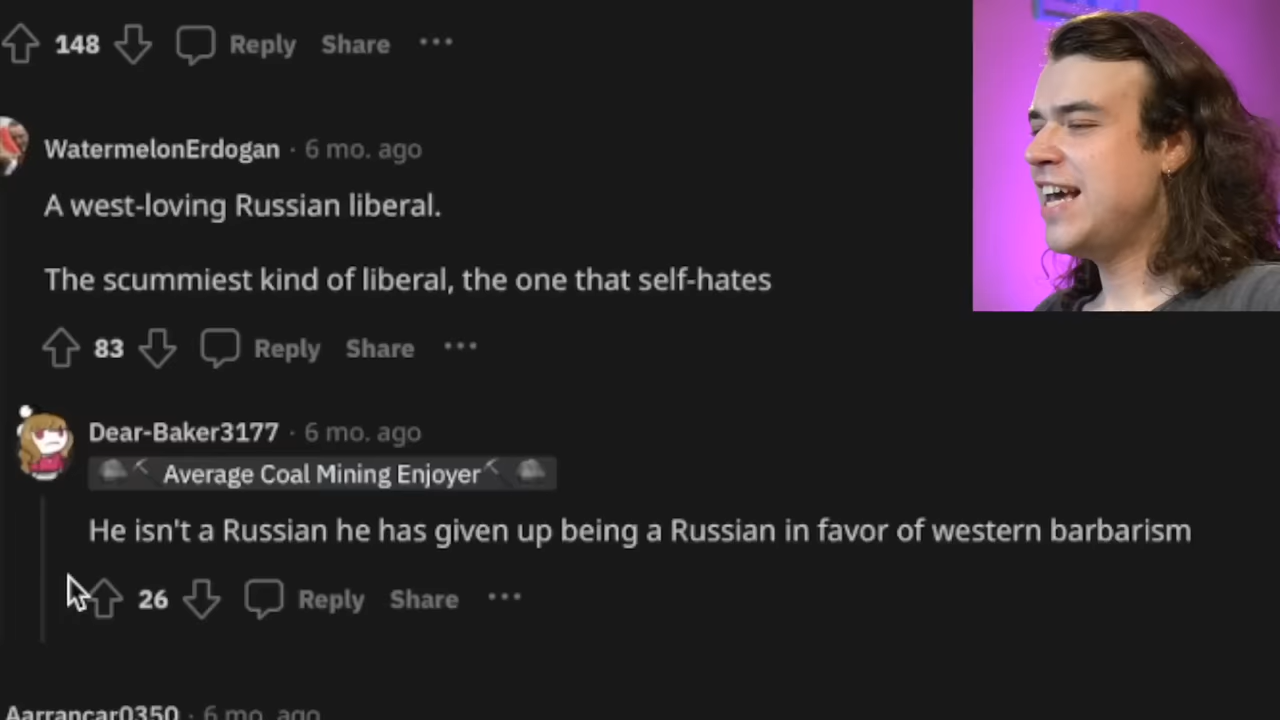 148 Reply Share
WatermelonErdogan · 6 mo. ago
A west-loving Russian liberal.
The scummiest kind of liberal, the one that self-hates
83 Reply Share
Dear-Baker3177 · 6 mo. ago
Average Coal Mining Enjoyer
He isn't a Russian he has given up being a Russian in favor of western barbarism
26 Reply Share
Aarrancar0350 · 6 mo. ago